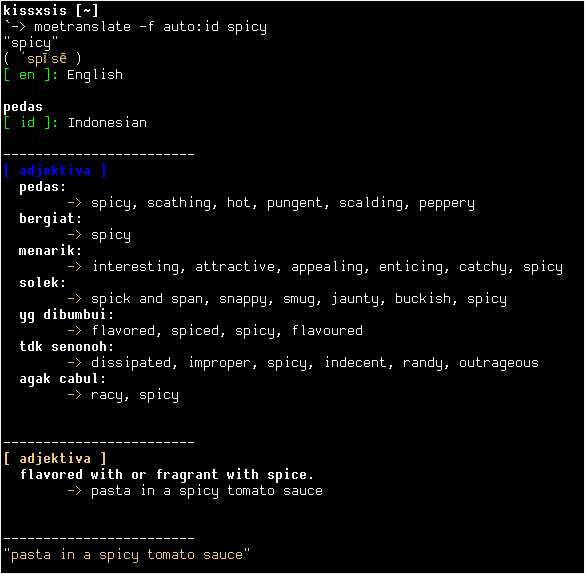 kissxsis [~]
`-> moetranslate -f auto:id spicy
"spicy"
( ˈspīsē )
[ en ]: English
pedas
[ id ]: Indonesian
------------------------
[ adjektiva ]
pedas:
-> spicy, scathing, hot, pungent, scalding, peppery
bergiat:
-> spicy
menarik:
-> interesting, attractive, appealing, enticing, catchy, spicy
solek:
-> spick and span, snappy, smug, jaunty, buckish, spicy
yg dibumbui:
-> flavored, spiced, spicy, flavoured
tdk senonoh:
-> dissipated, improper, spicy, indecent, randy, outrageous
agak cabul:
-> racy, spicy
------------------------
[ adjektiva ]
flavored with or fragrant with spice.
-> pasta in a spicy tomato sauce
------------------------
"pasta in a spicy tomato sauce"